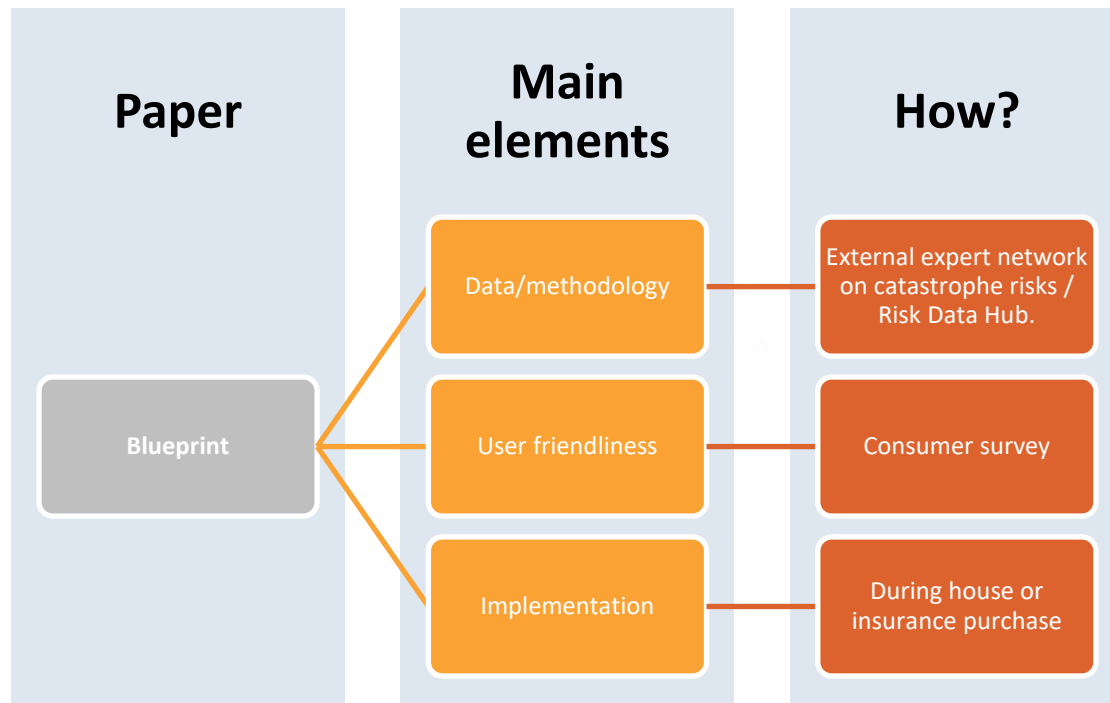 Paper
Main
elements
How?
Blueprint
Data/methodology
External expert network
on catastrophe risks /
Risk Data Hub.
User friendliness
Consumer survey
Implementation
During house or
insurance purchase